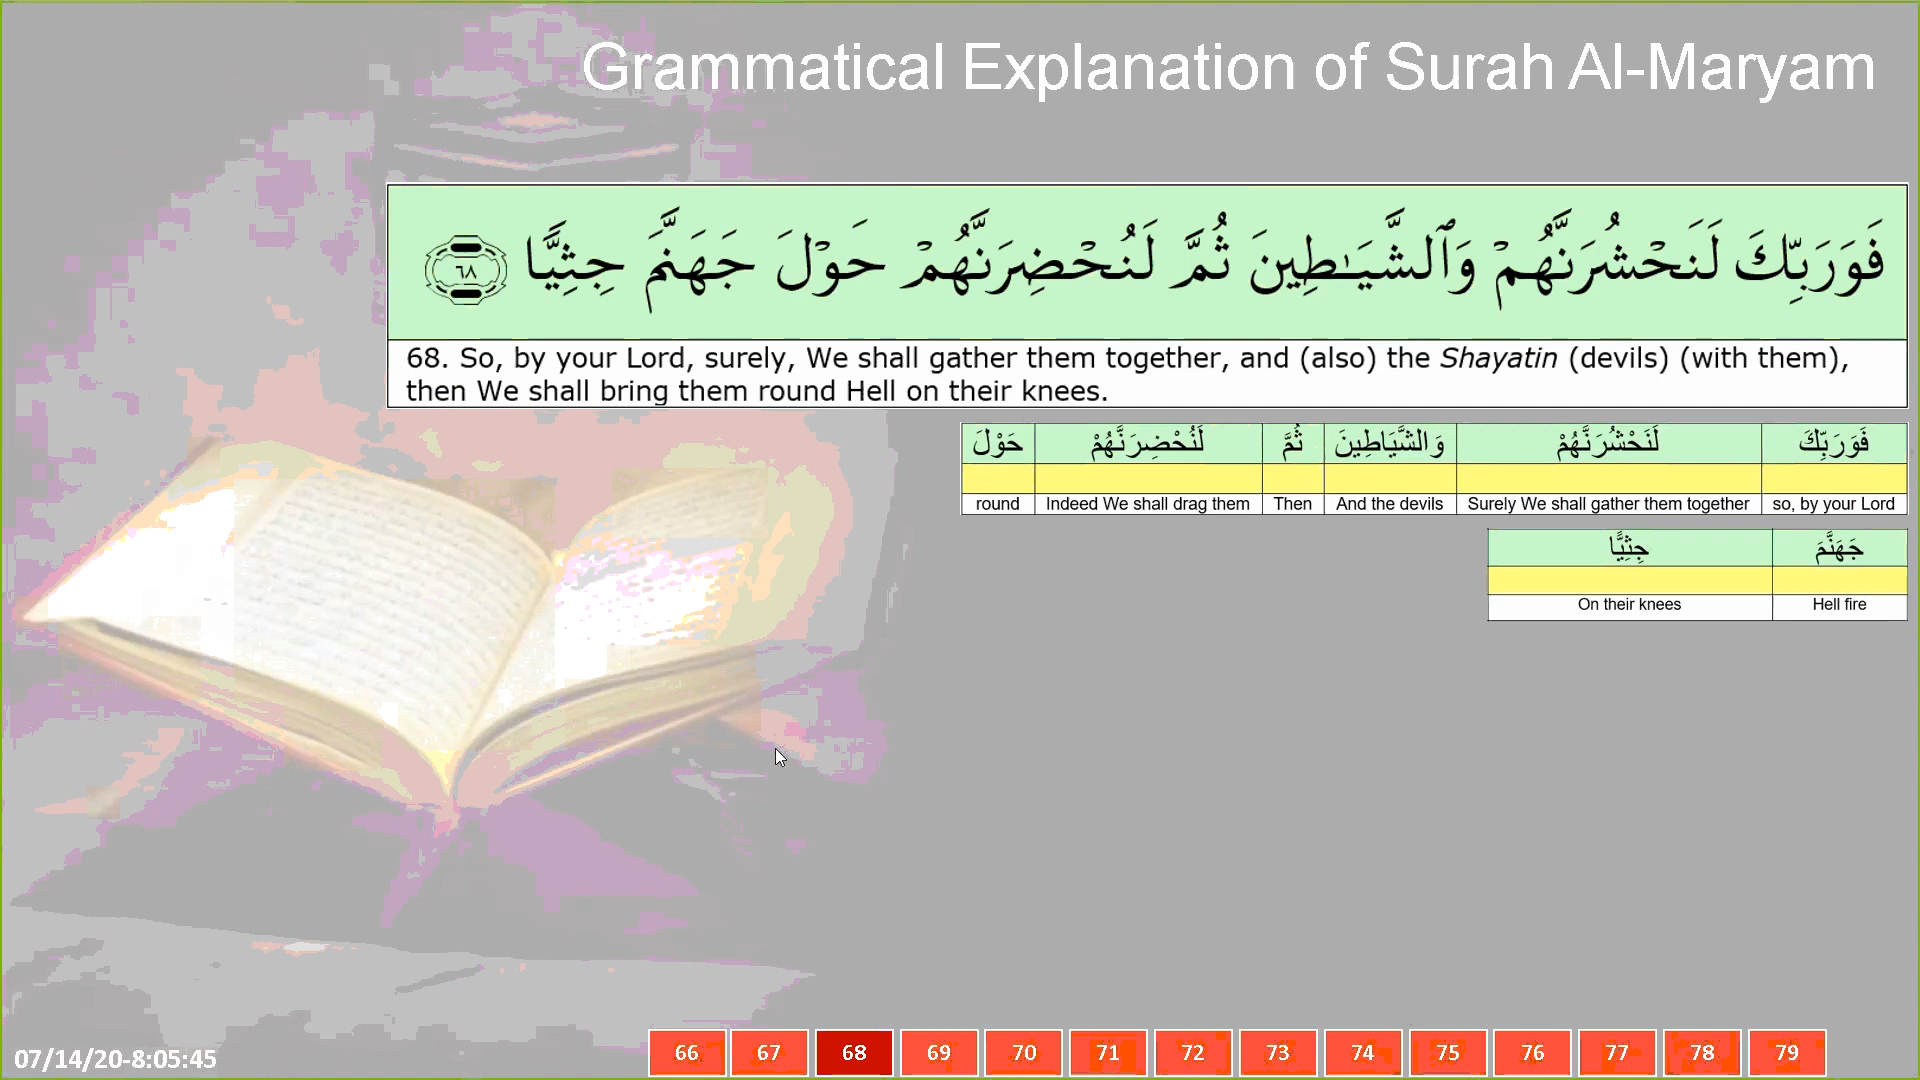 Grammatical Explanation of Surah Al-Maryam
فَوَرَبِّكَ لَنَحْشُرَنَّهُمْ وَٱلشَّيَـٰطِينَ ثُمَّ لَنُحْضِرَنَّهُمْ حَوْلَ جَهَنَّمَ جِثِيًّا ٦٨
68. So, by your Lord, surely, We shall gather them together, and (also) the Shayatin (devils) (with them),
then We shall bring them round Hell on their knees.
فَوَرَبِّكَ لَنَحْشُرَنَّهُمْ وَالشَّيَاطِينَ ثُمَّ لَنُحْضِرَنَّهُمْ حَوْلَ
so, by your Lord Surely We shall gather them together And the devils Then Indeed We shall drag them round
جَهَنَّمَ جِثِيًّا
Hell fire On their knees
07/14/20-8:05:45 66 67 68 69 70 71 72 73 74 75 76 77 78 79